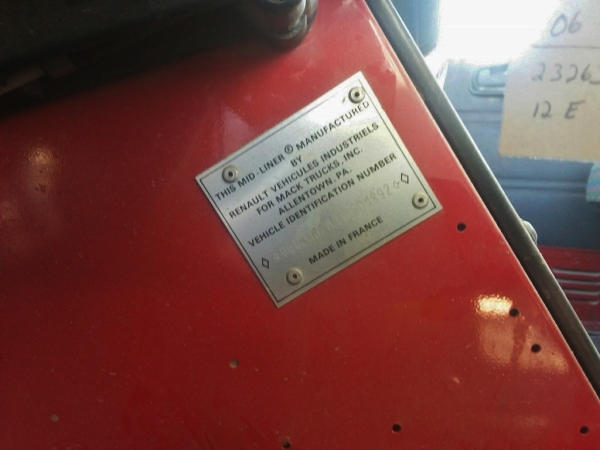 THIS MID-LINER ® MANUFACTURED
BY
RENAULT VEHICULES INDUSTRIELS
FOR MACK TRUCKS, INC.
ALLENTOWN, PA.
VEHICLE IDENTIFICATION NUMBER
MADE IN FRANCE
06
12 E